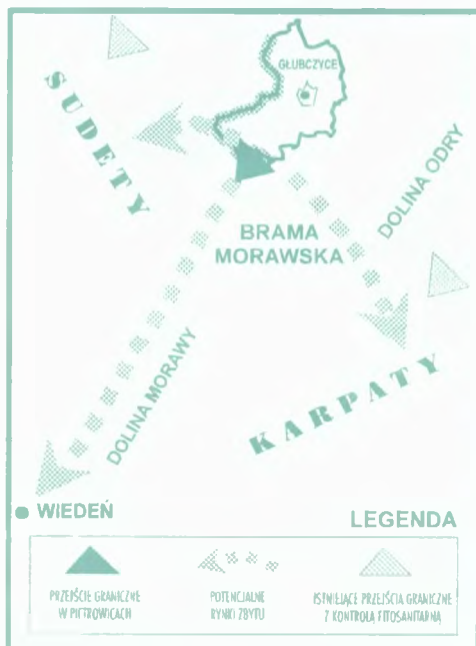 GŁUBCZYCE
SUDETY
DOLINA ODRY
BRAMA
MORAWSKA
DOLINA MORAWY
KARPATY
WIEDEŃ
LEGENDA
PRZEJŚCIE GRANICZNE
W PIETROWICACH
POTENCJALNE
RYNKI ZBYTU
ISTNIEJĄCE PRZEJŚCIA GRANICZNE
Z KONTROLĄ FITOSANITARNĄ